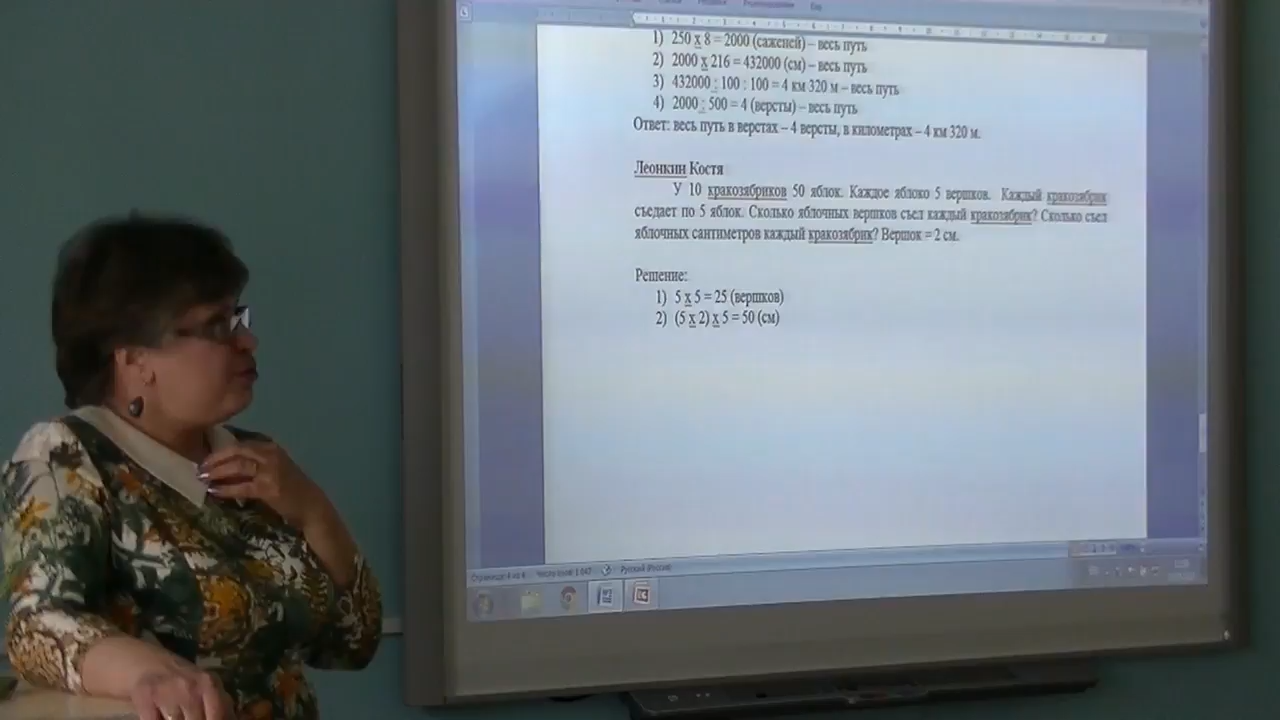 1) 250 x 8 = 2000 (саженей) – весь путь
2) 2000 x 216 = 432000 (см) – весь путь
3) 432000 : 100 : 100 = 4 км 320 м – весь путь
4) 2000 : 500 = 4 (версты) – весь путь
Ответ: весь путь в верстах – 4 версты, в километрах – 4 км 320 м.
Леонкин Костя
У 10 кракозябриков 50 яблок. Каждое яблоко 5 вершков. Каждый кракозябрик
съедает по 5 яблок. Сколько яблочных вершков съел каждый кракозябрик? Сколько съел
яблочных сантиметров каждый кракозябрик? Вершок = 2 см.
Решение:
1) 5 x 5 = 25 (вершков)
2) (5 x 2) x 5 = 50 (см)
Русский (Россия)